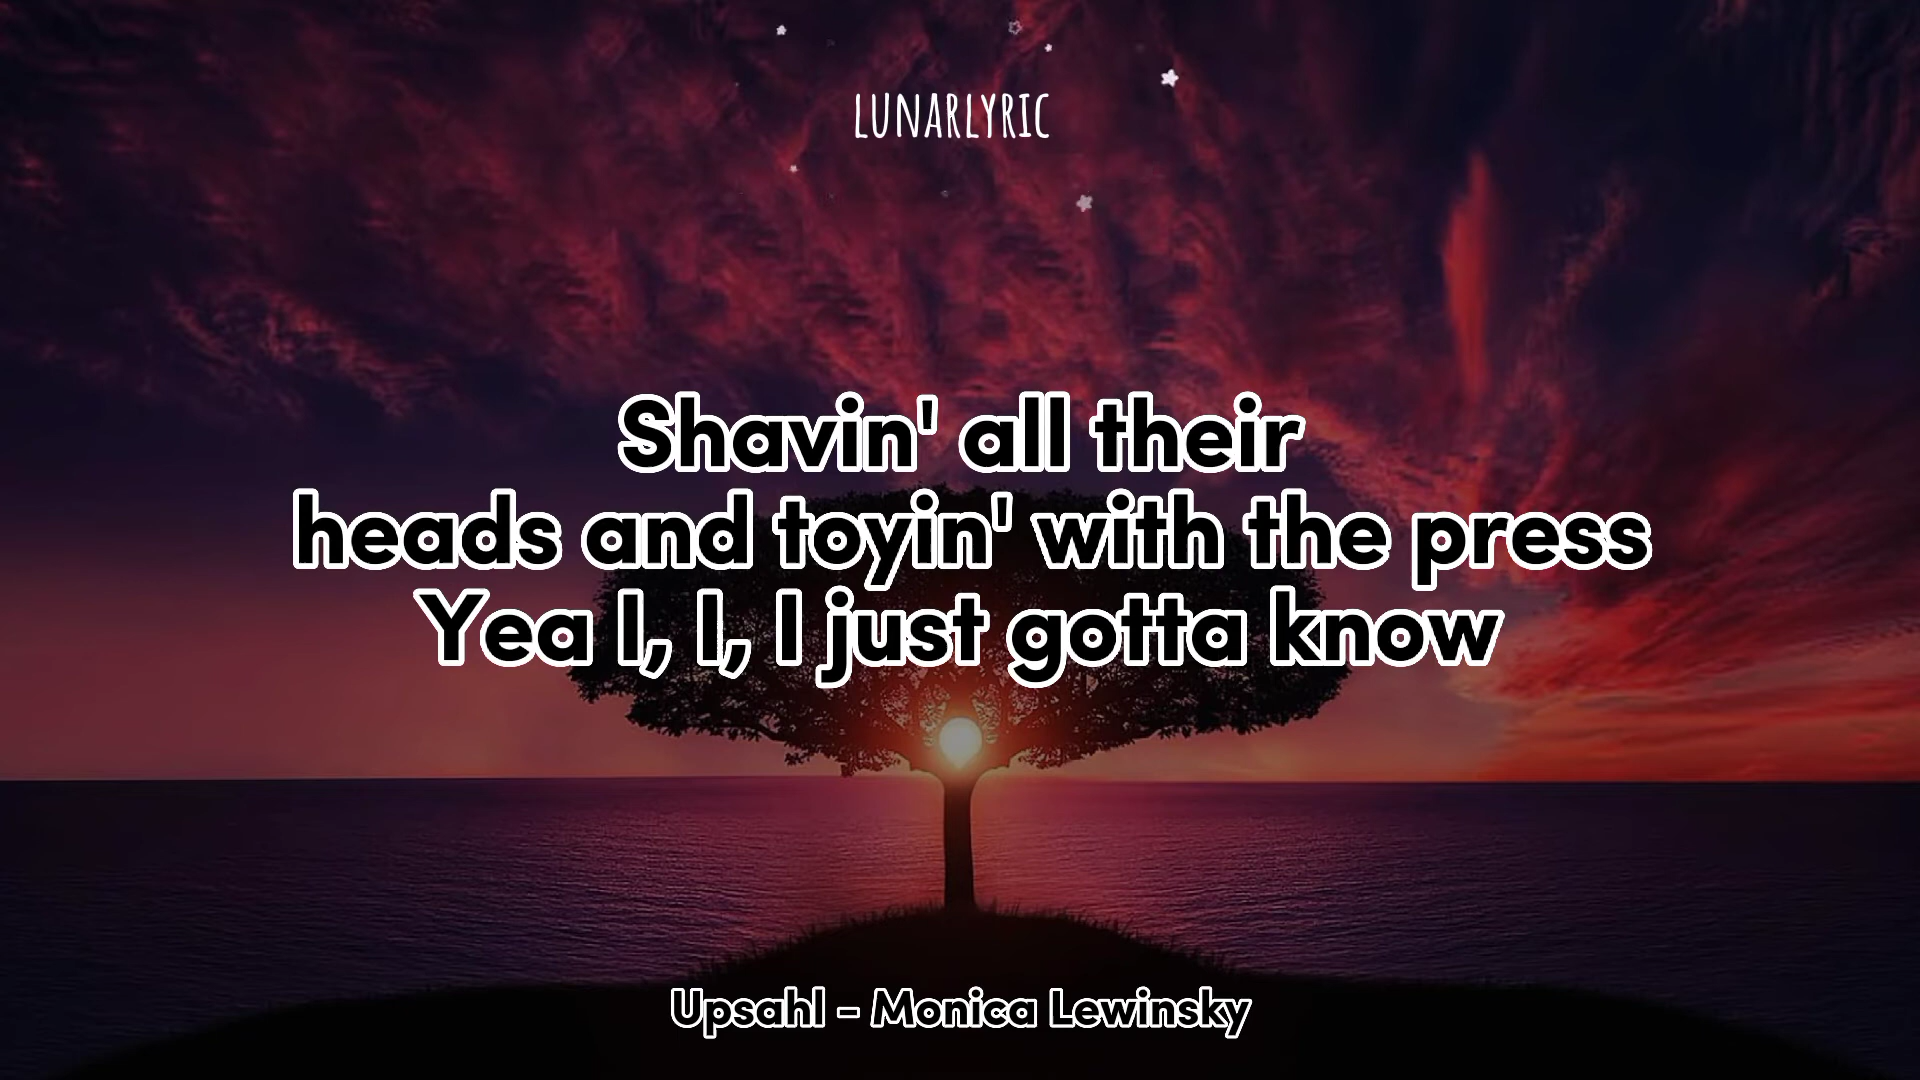 LUNARLYRIC
Shavin' all their
heads and toyin' with the press
Yea I, I, I just gotta know
Upsahl - Monica Lewinsky